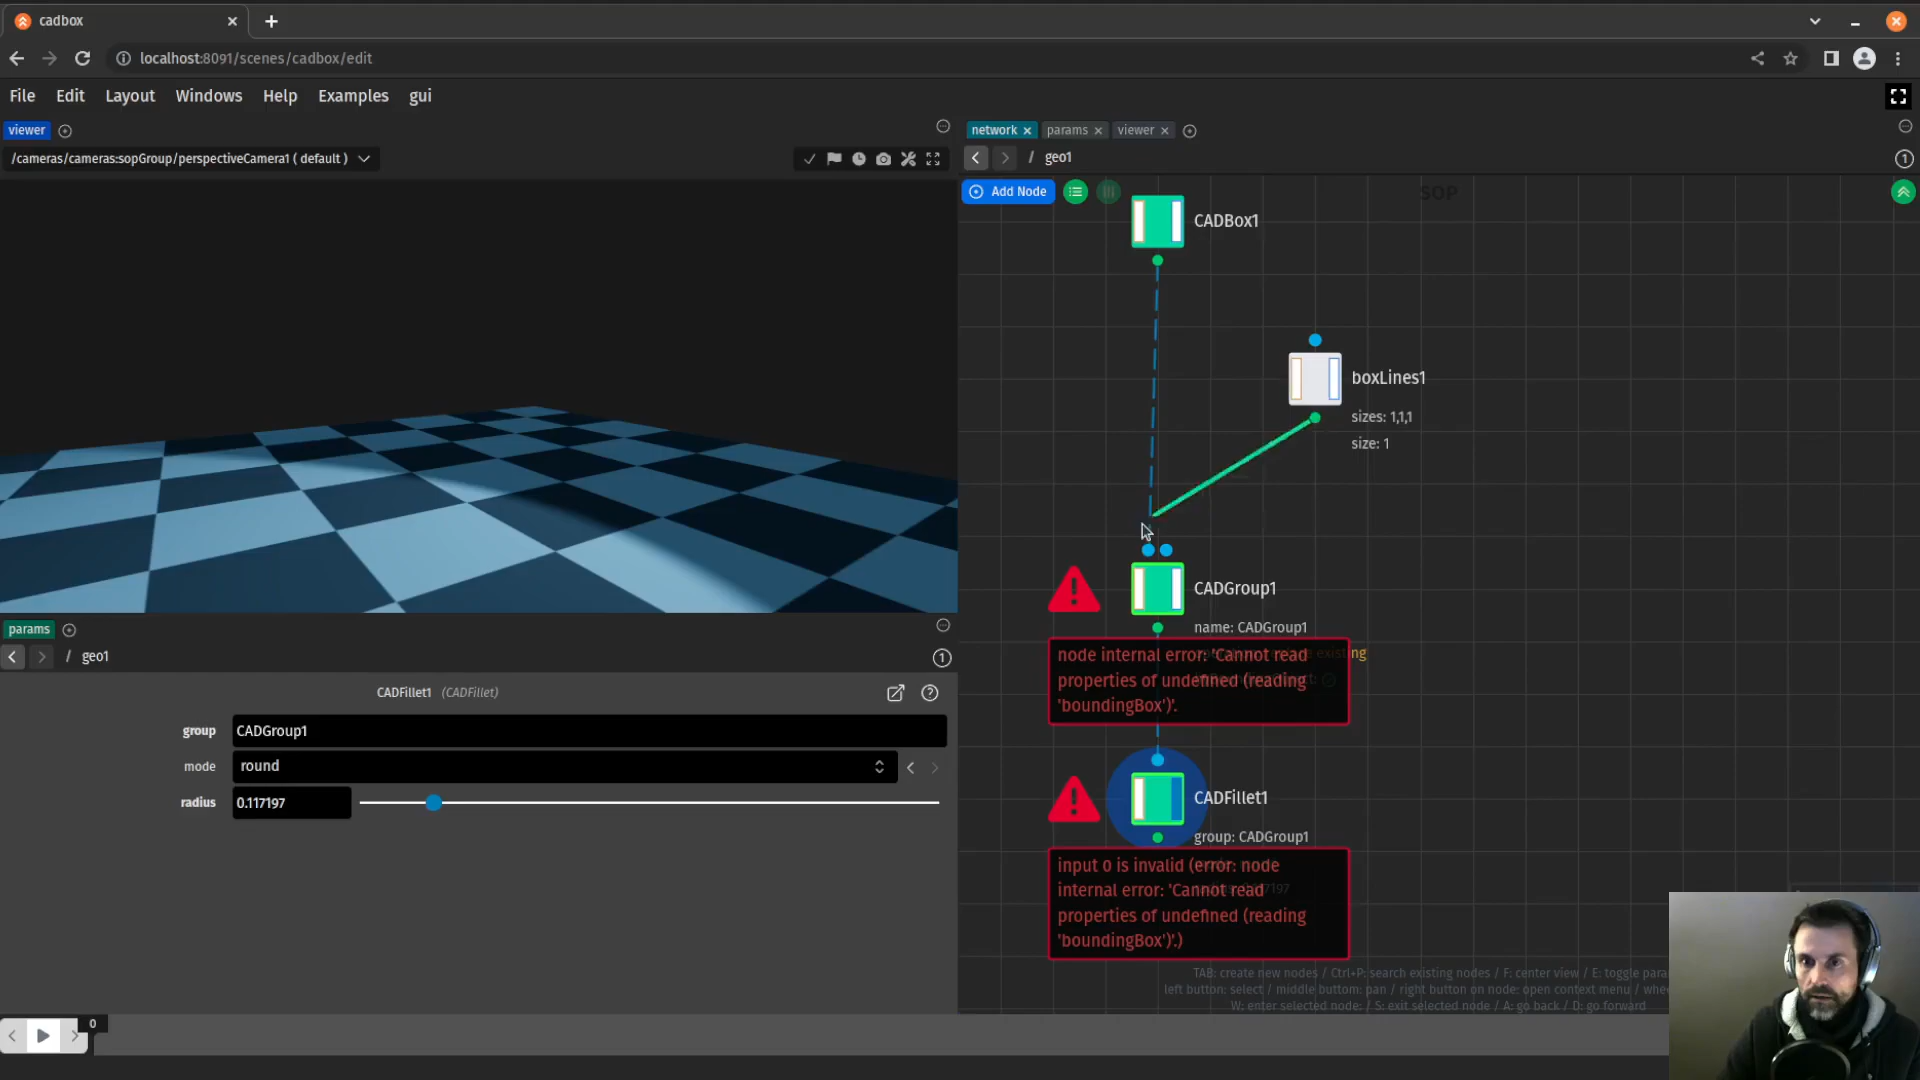 cadbox
localhost:8091/scenes/cadbox/edit
File Edit Layout Windows Help Examples gui
viewer
/cameras/cameras:sopGroup/perspectiveCamera1 ( default )
network params viewer
/ geo1
1
Add Node
SOP
CADBox1
boxLines1
sizes: 1,1,1
size: 1
CADGroup1
name: CADGroup1
node internal error: 'Cannot read
properties of undefined (reading
'boundingBox')'.
CADFillet1
group: CADGroup1
input 0 is invalid (error: node
internal error: 'Cannot read
properties of undefined (reading
'boundingBox')'.)
TAB: create new nodes / Ctrl+P: search existing nodes / F: center view / E: toggle para
left button: select / middle buttom: pan / right button on node: open context menu / whe
W: enter selected node: / S: exit selected node / A: go back / D: go forward
params
/ geo1
1
CADFillet1 (CADFillet)
group CADGroup1
mode round
radius 0.117197
0